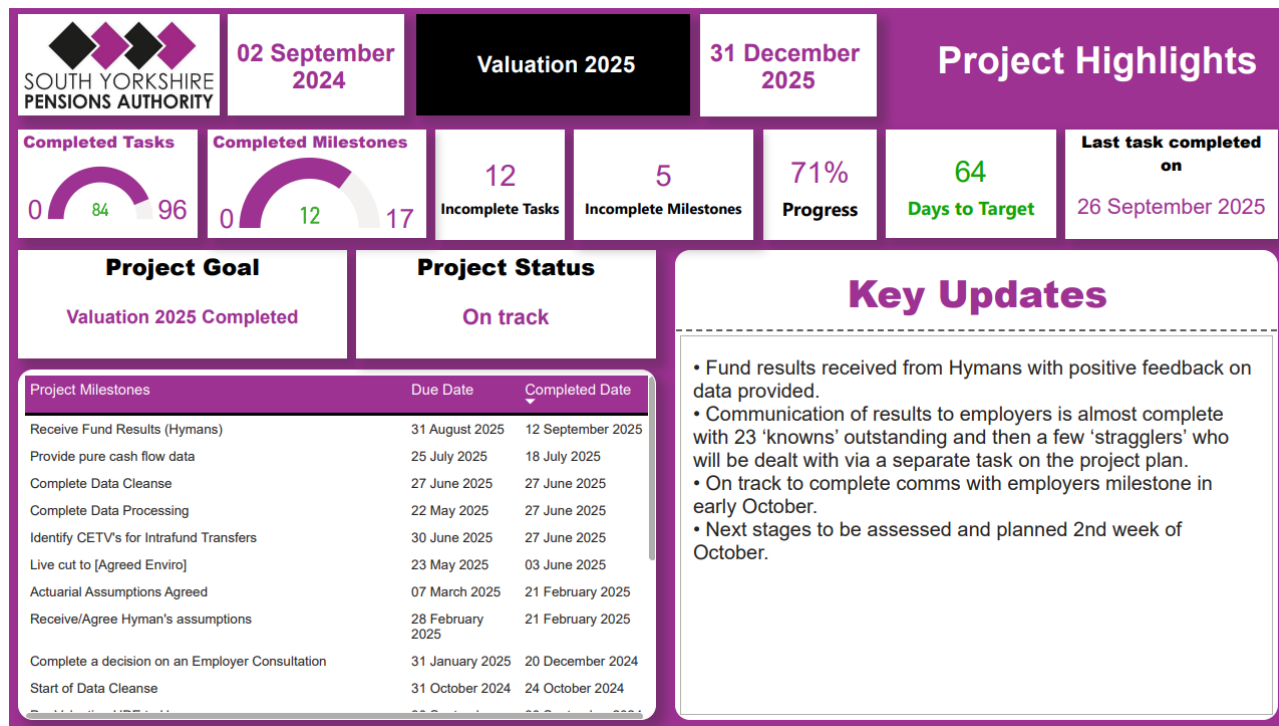 SOUTH YORKSHIRE
PENSIONS AUTHORITY
02 September
2024
Valuation 2025
31 December
2025
Project Highlights
Completed Tasks
0
84
96
Completed Milestones
0
12
17
12
Incomplete Tasks
5
Incomplete Milestones
71%
Progress
64
Days to Target
Last task completed
on
26 September 2025
Project Goal
Valuation 2025 Completed
Project Status
On track
Project Milestones Due Date Completed Date
Receive Fund Results (Hymans) 31 August 2025 12 September 2025
Provide pure cash flow data 25 July 2025 18 July 2025
Complete Data Cleanse 27 June 2025 27 June 2025
Complete Data Processing 22 May 2025 27 June 2025
Identify CETV's for Intrafund Transfers 30 June 2025 27 June 2025
Live cut to [Agreed Enviro] 23 May 2025 03 June 2025
Actuarial Assumptions Agreed 07 March 2025 21 February 2025
Receive/Agree Hyman's assumptions 28 February 21 February 2025
2025
Complete a decision on an Employer Consultation 31 January 2025 20 December 2024
Start of Data Cleanse 31 October 2024 24 October 2024
Key Updates
• Fund results received from Hymans with positive feedback on
data provided.
• Communication of results to employers is almost complete
with 23 ‘knowns’ outstanding and then a few ‘stragglers’ who
will be dealt with via a separate task on the project plan.
• On track to complete comms with employers milestone in
early October.
• Next stages to be assessed and planned 2nd week of
October.